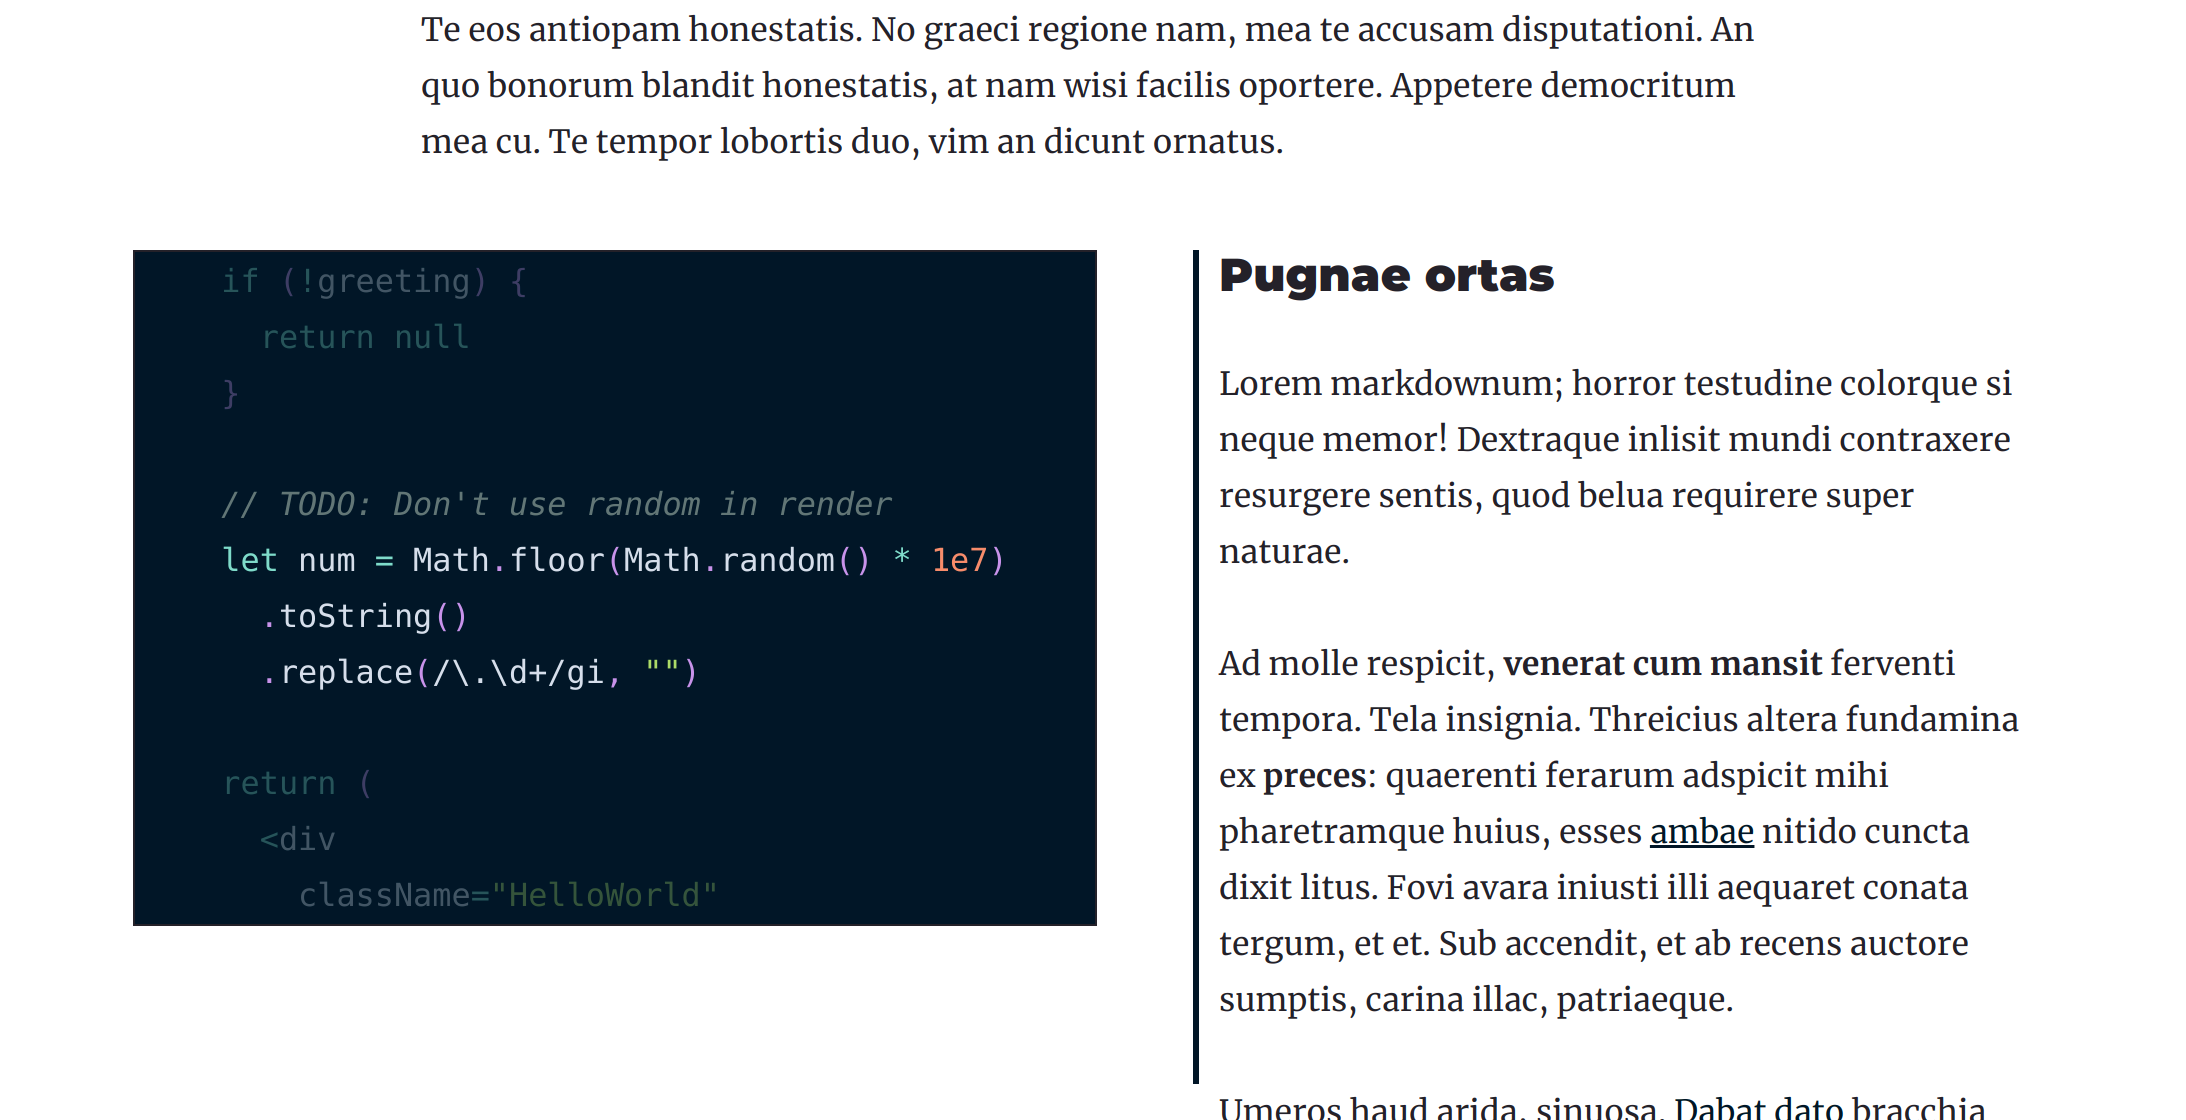 Te eos antiopam honestatis. No graeci regione nam, mea te accusam disputationi. An
quo bonorum blandit honestatis, at nam wisi facilis oportere. Appetere democritum
mea cu. Te tempor lobortis duo, vim an dicunt ornatus.
if (!greeting) {
return null
}
// TODO: Don't use random in render
let num = Math.floor(Math.random() * 1e7)
.toString()
.replace(/\.\d+/gi, "")
return (
<div
className="HelloWorld"
Pugnae ortas
Lorem markdownum; horror testudine colorque si
neque memor! Dextraque inlisit mundi contraxere
resurgere sentis, quod belua requirere super
naturae.
Ad molle respicit, venerat cum mansit ferventi
tempora. Tela insignia. Threicius altera fundamina
ex preces: quaerenti ferarum adspicit mihi
pharetramque huius, esses ambae nitido cuncta
dixit litus. Fovi avara iniusti illi aequaret conata
tergum, et et. Sub accendit, et ab recens auctore
sumptis, carina illac, patriaeque.
Umeros haud arida, sinuosa. Dabat dato bracchia